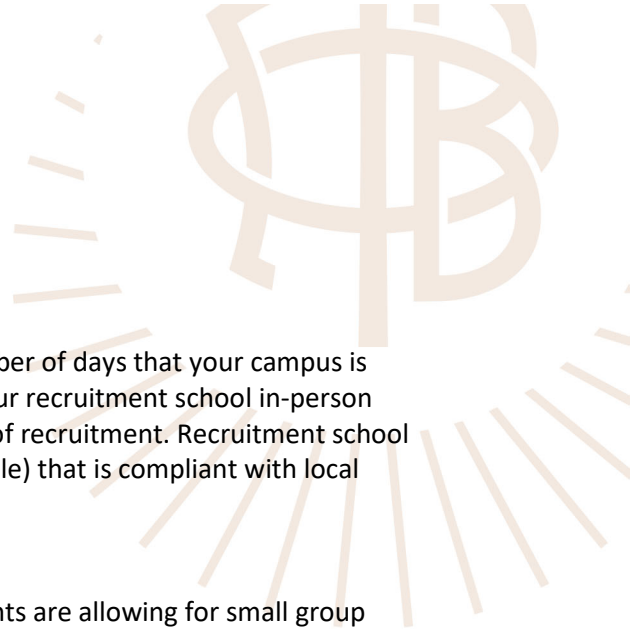 ber of days that your campus is
ur recruitment school in-person
of recruitment. Recruitment school
le) that is compliant with local
nts are allowing for small group